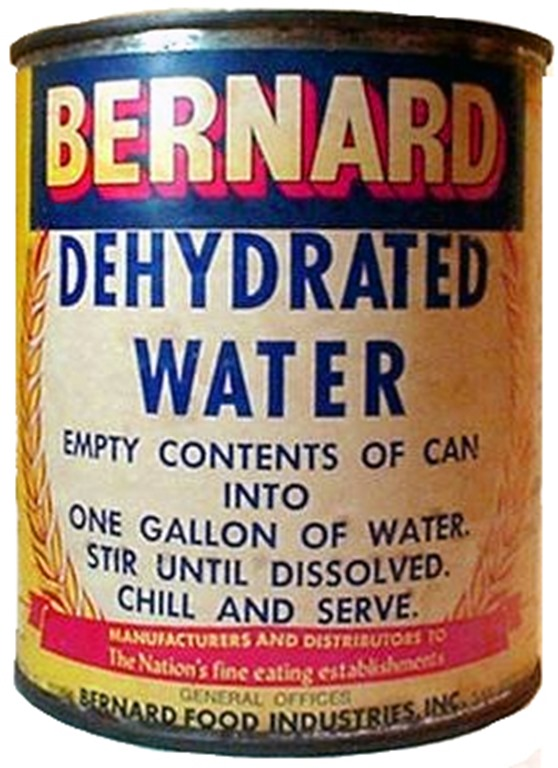 BERNARD
DEHYDRATED
WATER
EMPTY CONTENTS OF CAN
INTO
ONE GALLON OF WATER.
STIR UNTIL DISSOLVED.
CHILL AND SERVE.
MANUFACTURERS AND DISTRIBUTORS TO
The Nation's fine eating establishments
GENERAL OFFICES
BERNARD FOOD INDUSTRIES, INC.